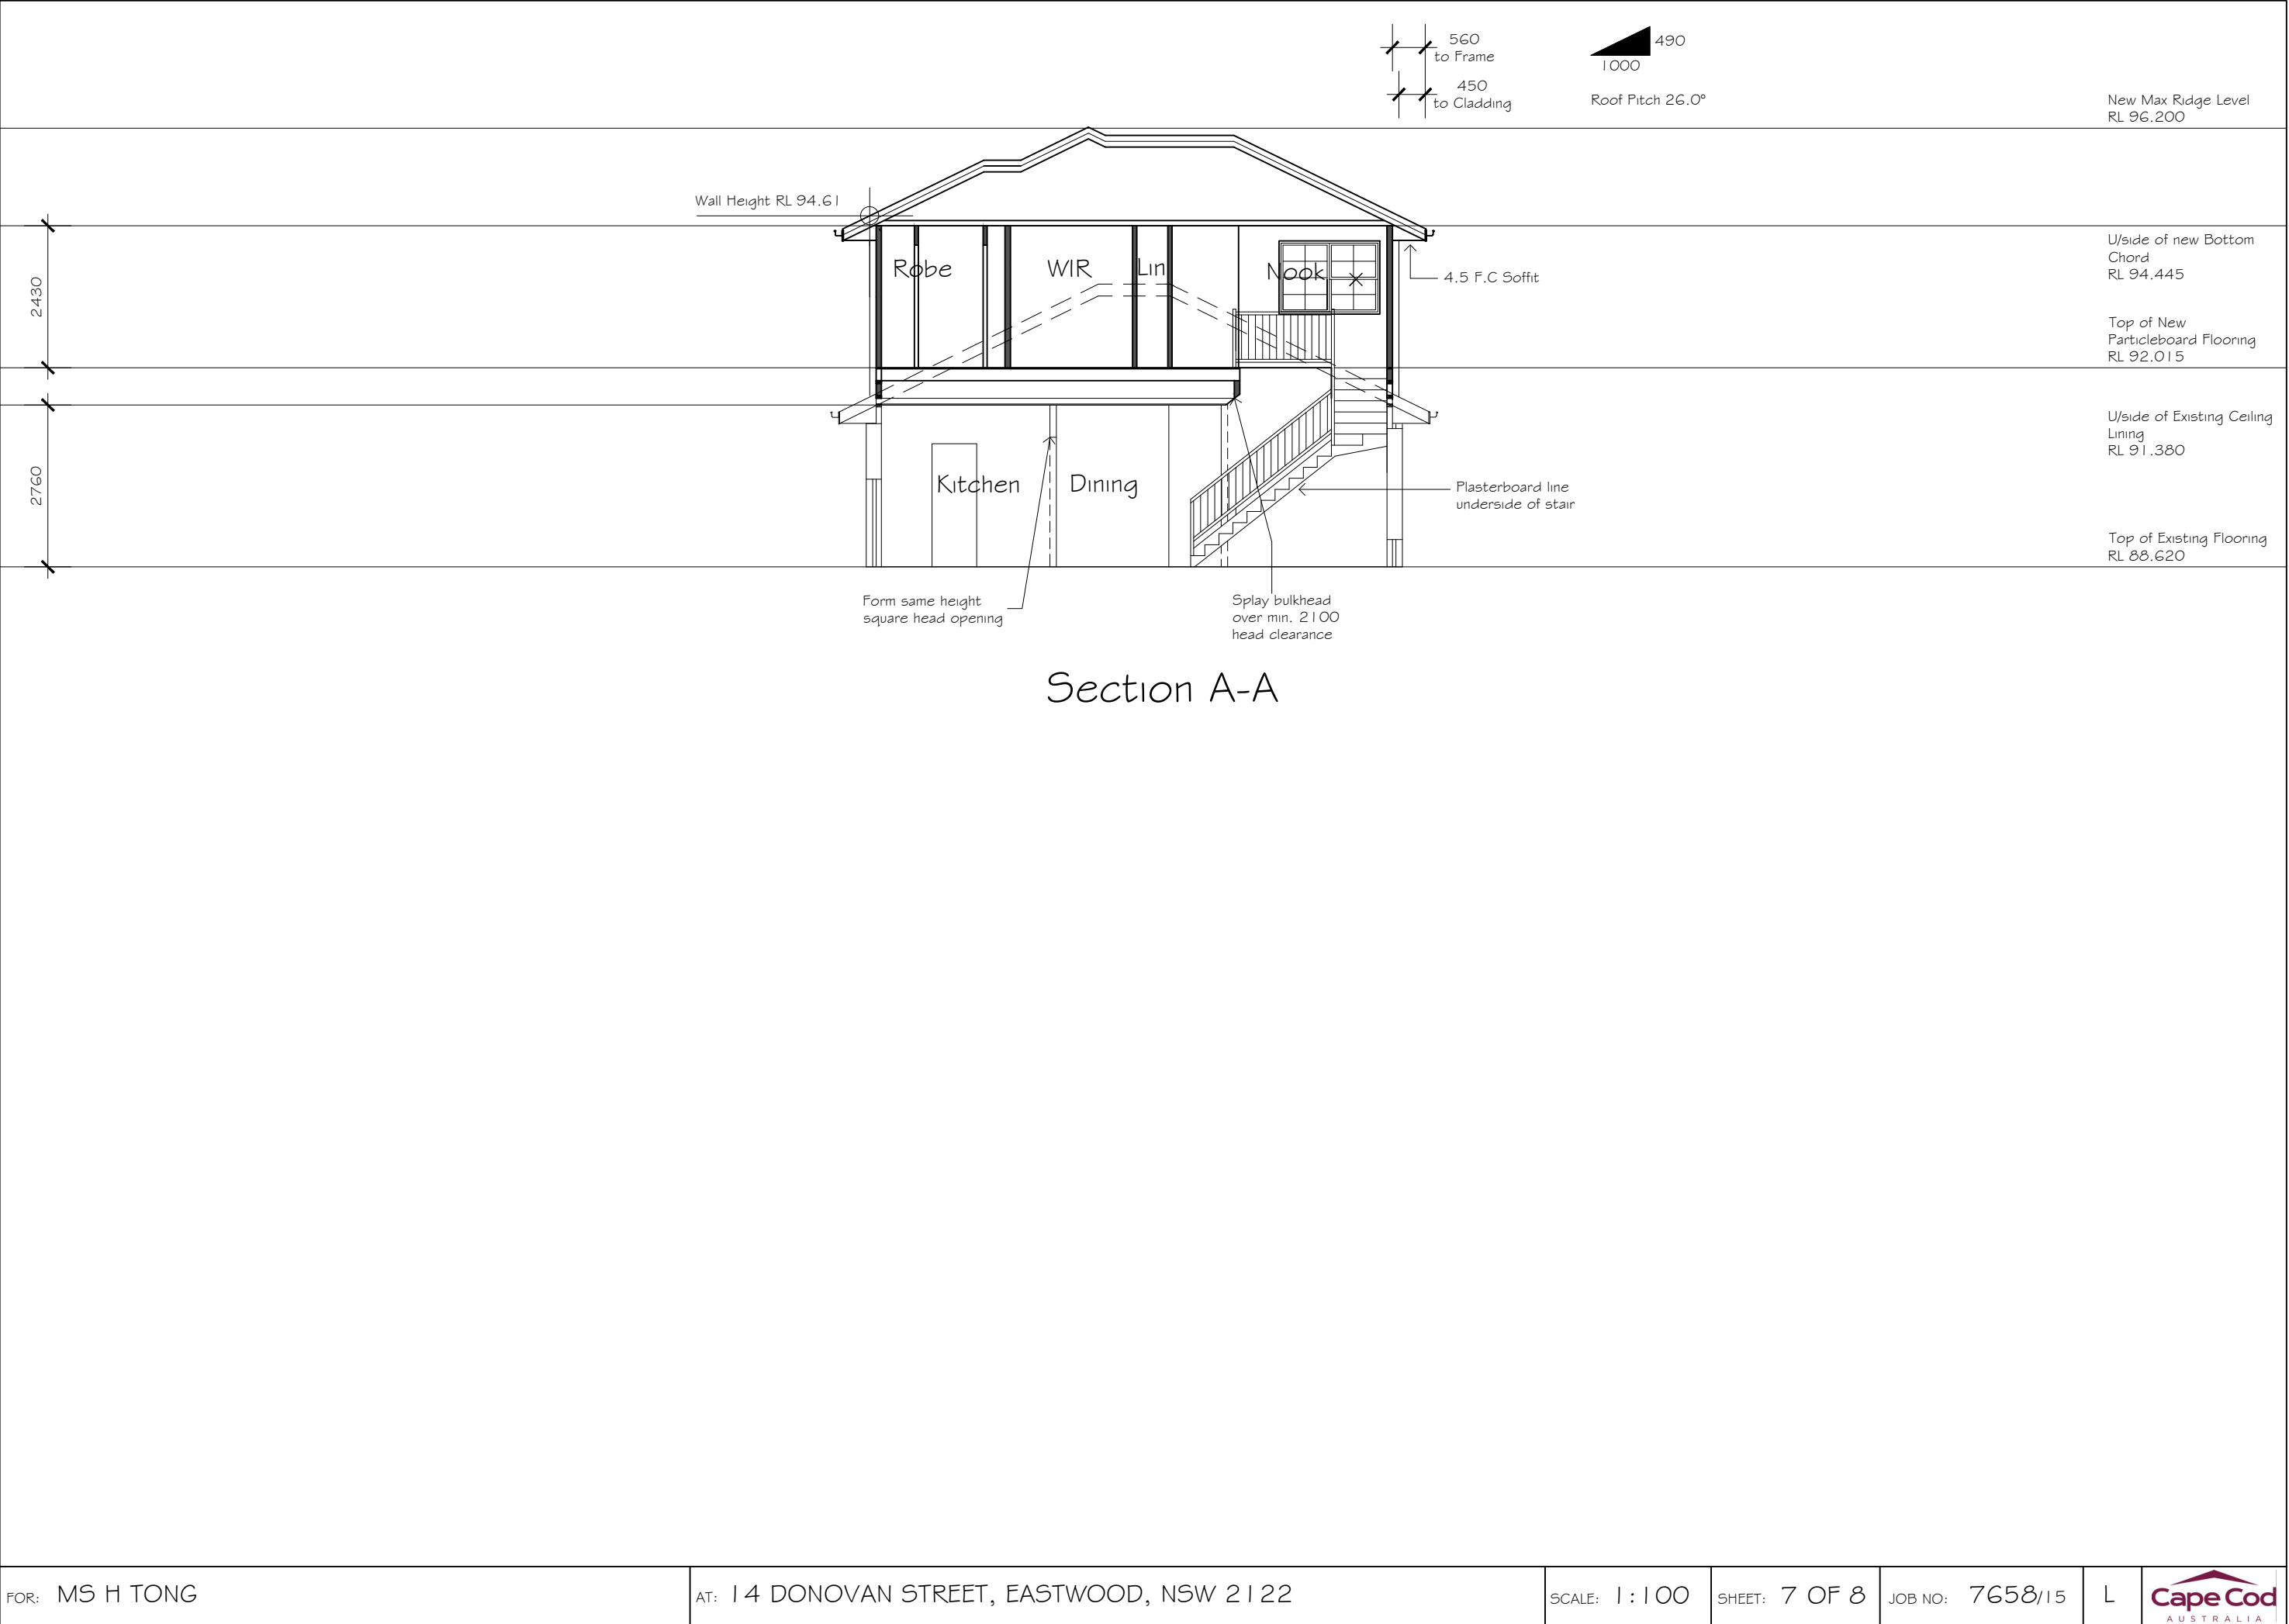 560
to Frame
450
to Cladding
490
1000
Roof Pitch 26.0°
New Max Ridge Level
RL 96.200
Wall Height RL 94.61
U/side of new Bottom
Chord
RL 94.445
4.5 F.C Soffit
Robe
WIR
Lin
Nook
2430
Top of New
Particleboard Flooring
RL 92.015
U/side of Existing Ceiling
Lining
RL 91.380
2760
Kitchen
Dining
Plasterboard line
underside of stair
Top of Existing Flooring
RL 88.620
Form same height
square head opening
Splay bulkhead
over min. 2100
head clearance
Section A-A
FOR: MS H TONG
AT: 14 DONOVAN STREET, EASTWOOD, NSW 2122
SCALE: 1:100
SHEET: 7 OF 8
JOB NO: 7658/15
L
Cape Cod
AUSTRALIA